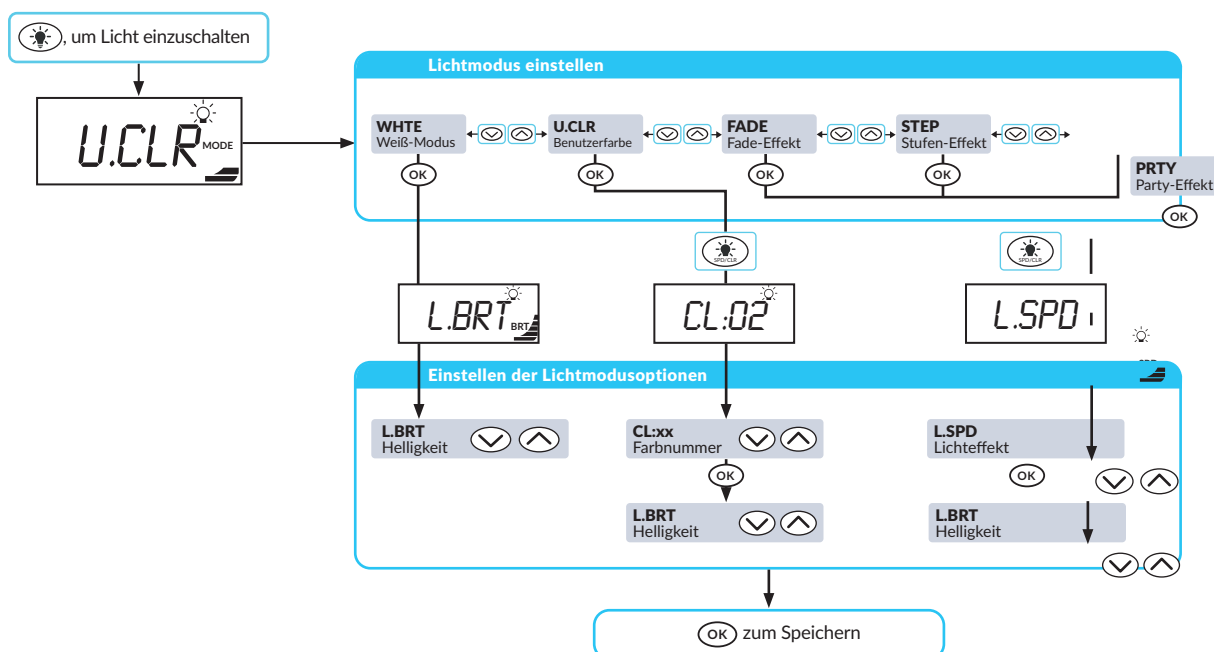 , um Licht einzuschalten
U.CLR
MODE
Lichtmodus einstellen
WHTE
Weiß-Modus
U.CLR
Benutzerfarbe
FADE
Fade-Effekt
STEP
Stufen-Effekt
PRTY
Party-Effekt
OK
OK
OK
OK
OK
SPD/CLR
SPD/CLR
L.BRT
BRT
CL:02
L.SPD
Einstellen der Lichtmodusoptionen
L.BRT
Helligkeit
CL:xx
Farbnummer
L.SPD
Lichteffekt
OK
OK
L.BRT
Helligkeit
L.BRT
Helligkeit
OK zum Speichern